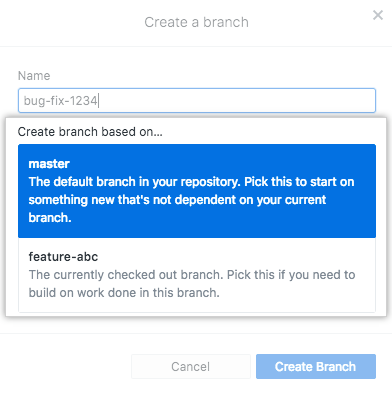 Create a branch
Name
bug-fix-1234
Create branch based on...
master
The default branch in your repository. Pick this to start on
something new that's not dependent on your current
branch.
feature-abc
The currently checked out branch. Pick this if you need to
build on work done in this branch.
Cancel
Create Branch